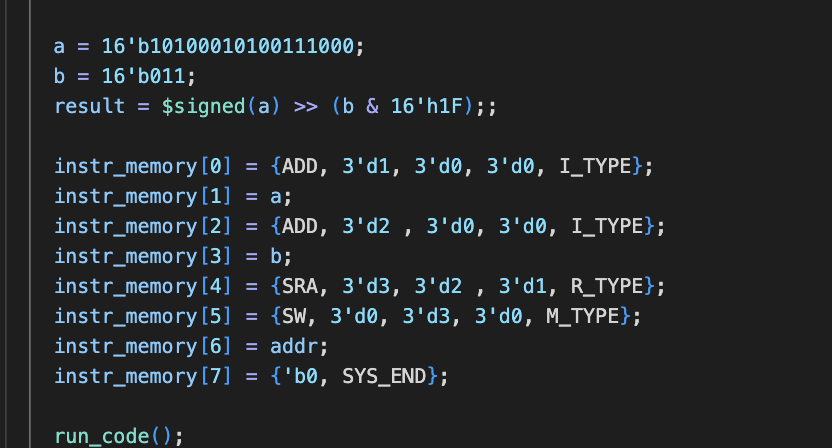 a = 16'b10100010100111000;
b = 16'b011;
result = $signed(a) >> (b & 16'h1F);;
instr_memory[0] = {ADD, 3'd1, 3'd0, 3'd0, I_TYPE};
instr_memory[1] = a;
instr_memory[2] = {ADD, 3'd2 , 3'd0, 3'd0, I_TYPE};
instr_memory[3] = b;
instr_memory[4] = {SRA, 3'd3, 3'd2 , 3'd1, R_TYPE};
instr_memory[5] = {SW, 3'd0, 3'd3, 3'd0, M_TYPE};
instr_memory[6] = addr;
instr_memory[7] = {'b0, SYS_END};
run_code();